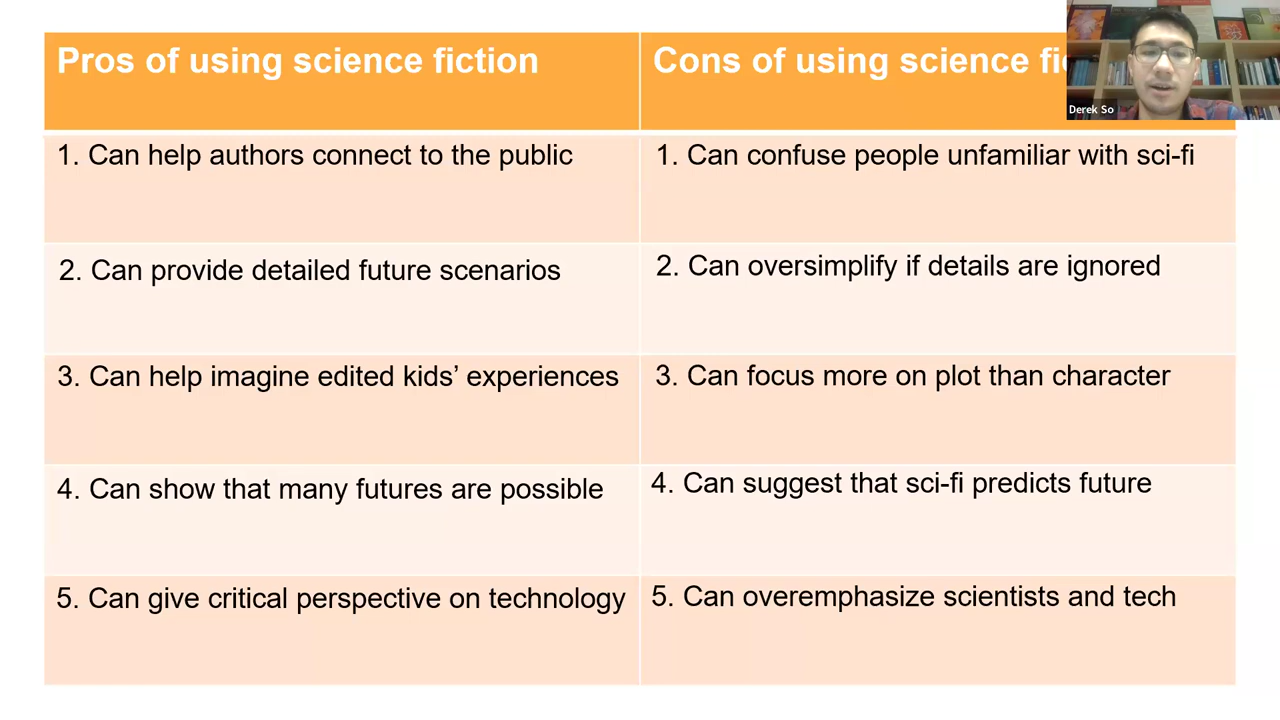 Pros of using science fiction
Cons of using science
Derek So
1. Can help authors connect to the public
1. Can confuse people unfamiliar with sci-fi
2. Can provide detailed future scenarios
2. Can oversimplify if details are ignored
3. Can help imagine edited kids’ experiences
3. Can focus more on plot than character
4. Can show that many futures are possible
4. Can suggest that sci-fi predicts future
5. Can give critical perspective on technology
5. Can overemphasize scientists and tech